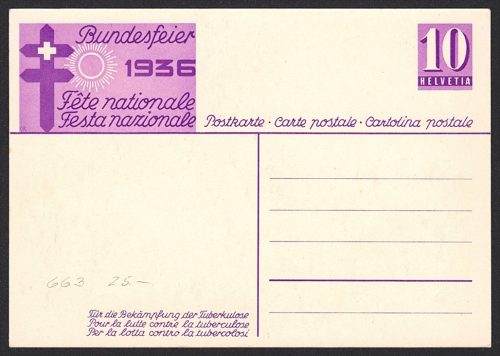 Bundesfeier
1936
Fête nationale
Festa nazionale
10
HELVETIA
Postkarte · Carte postale · Cartolina postale
663 25.–
Für die Bekämpfung der Tuberkulose
Pour la lutte contre la tuberculose
Per la lotta contro la tubercolosi